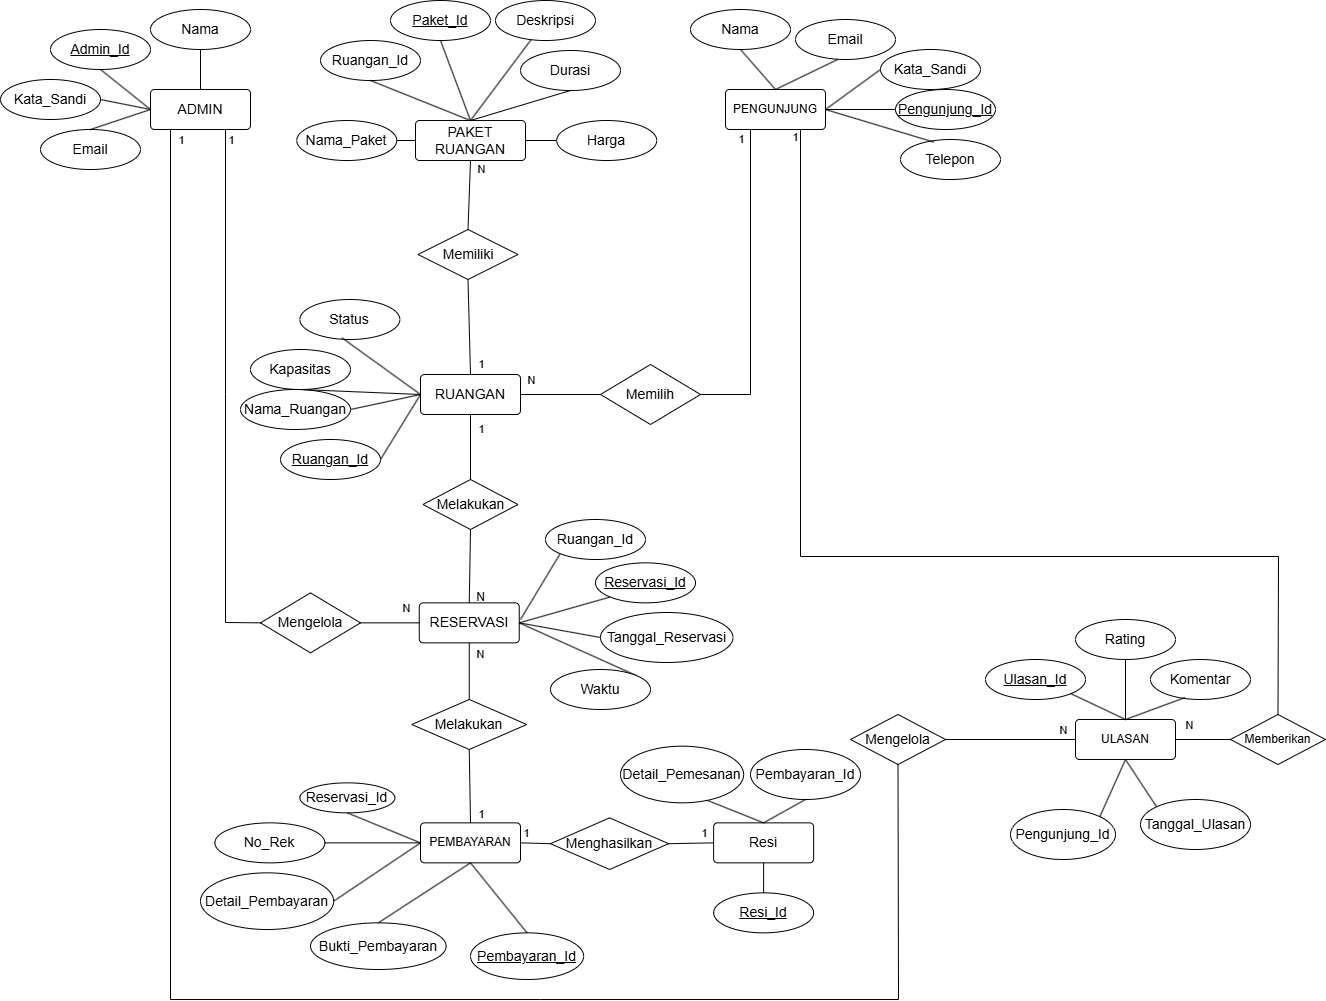 Nama
Admin_Id
Kata_Sandi
ADMIN
Email
1
1
Paket_Id
Deskripsi
Ruangan_Id
Durasi
Nama_Paket
PAKET
RUANGAN
Harga
N
Nama
Email
Kata_Sandi
PENGUNJUNG
Pengunjung_Id
Telepon
1
1
Memiliki
Status
1
Kapasitas
RUANGAN
N
Memilih
Nama_Ruangan
1
Ruangan_Id
Melakukan
Ruangan_Id
Reservasi_Id
N
N
Mengelola
RESERVASI
Tanggal_Reservasi
N
Waktu
Melakukan
Rating
Ulasan_Id
Komentar
Mengelola
N
ULASAN
N
Memberikan
Pengunjung_Id
Tanggal_Ulasan
Detail_Pemesanan
Pembayaran_Id
Reservasi_Id
1
No_Rek
PEMBAYARAN
1
Menghasilkan
1
Resi
Detail_Pembayaran
Resi_Id
Bukti_Pembayaran
Pembayaran_Id